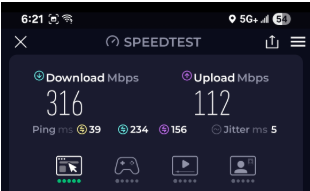 6:21 5G+ 54
SPEEDTEST
Download Mbps Upload Mbps
316 112
Ping ms 39 234 156 Jitter ms 5